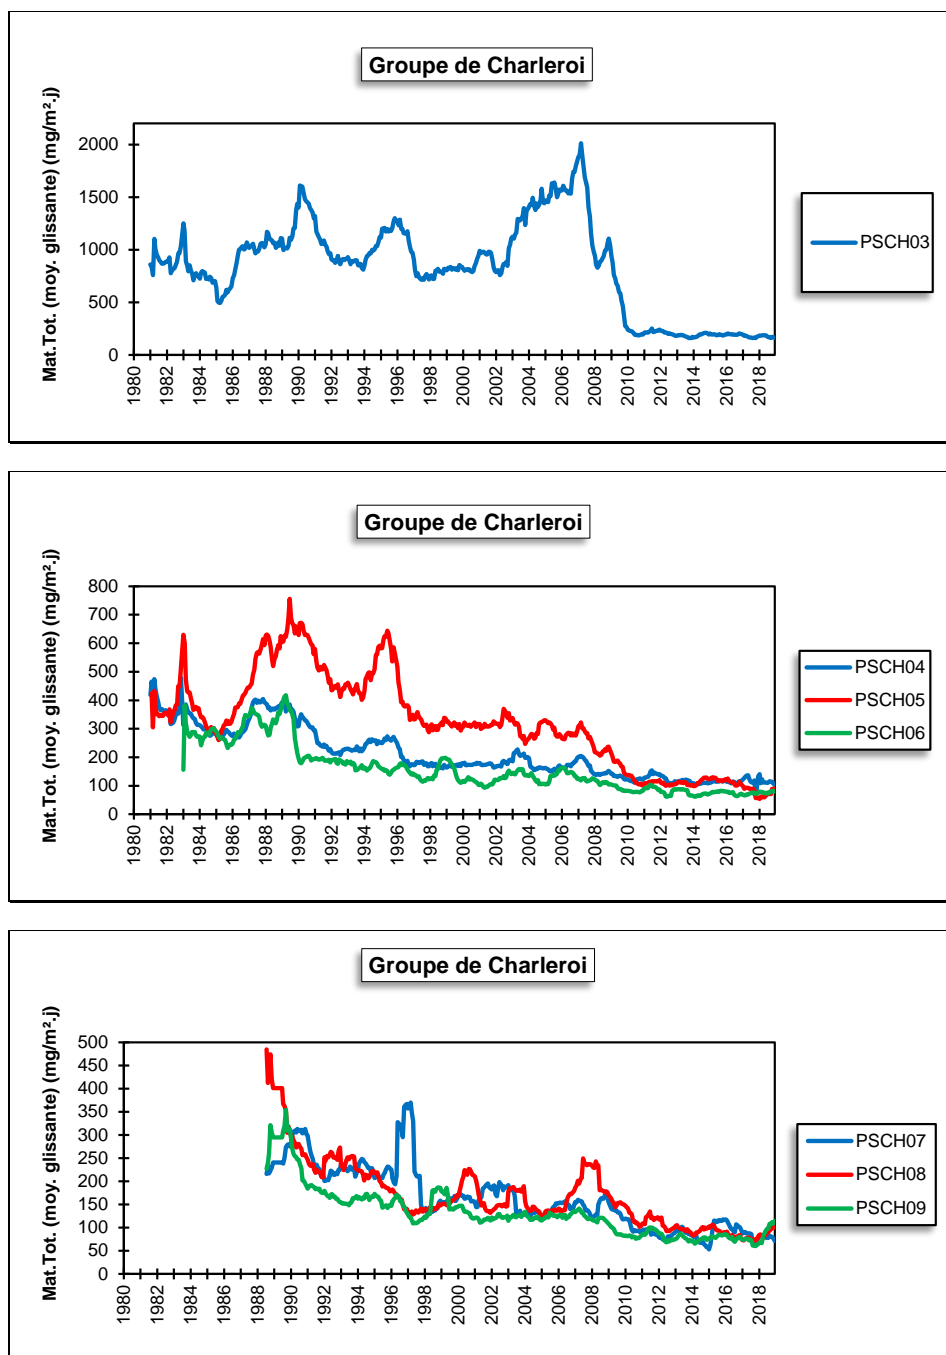 Groupe de Charleroi
Mat.Tot. (moy. glissante) (mg/m².j)
2000
1500
1000
500
0
1980 1982 1984 1986 1988 1990 1992 1994 1996 1998 2000 2002 2004 2006 2008 2010 2012 2014 2016 2018
PSCH03
Groupe de Charleroi
Mat.Tot. (moy. glissante) (mg/m².j)
800
700
600
500
400
300
200
100
0
1980 1982 1984 1986 1988 1990 1992 1994 1996 1998 2000 2002 2004 2006 2008 2010 2012 2014 2016 2018
PSCH04
PSCH05
PSCH06
Groupe de Charleroi
Mat.Tot. (moy. glissante) (mg/m².j)
500
450
400
350
300
250
200
150
100
50
0
1980 1982 1984 1986 1988 1990 1992 1994 1996 1998 2000 2002 2004 2006 2008 2010 2012 2014 2016 2018
PSCH07
PSCH08
PSCH09